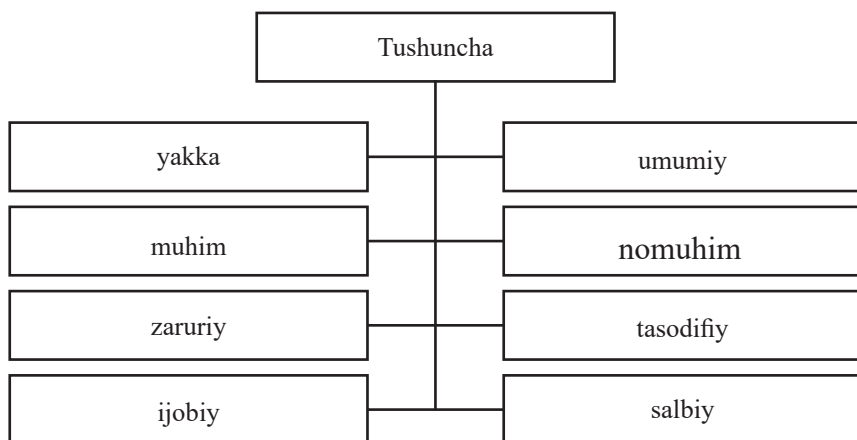 Tushuncha
yakka
umumiy
muhim
nomuhim
zaruriy
tasodifiy
ijobiy
salbiy